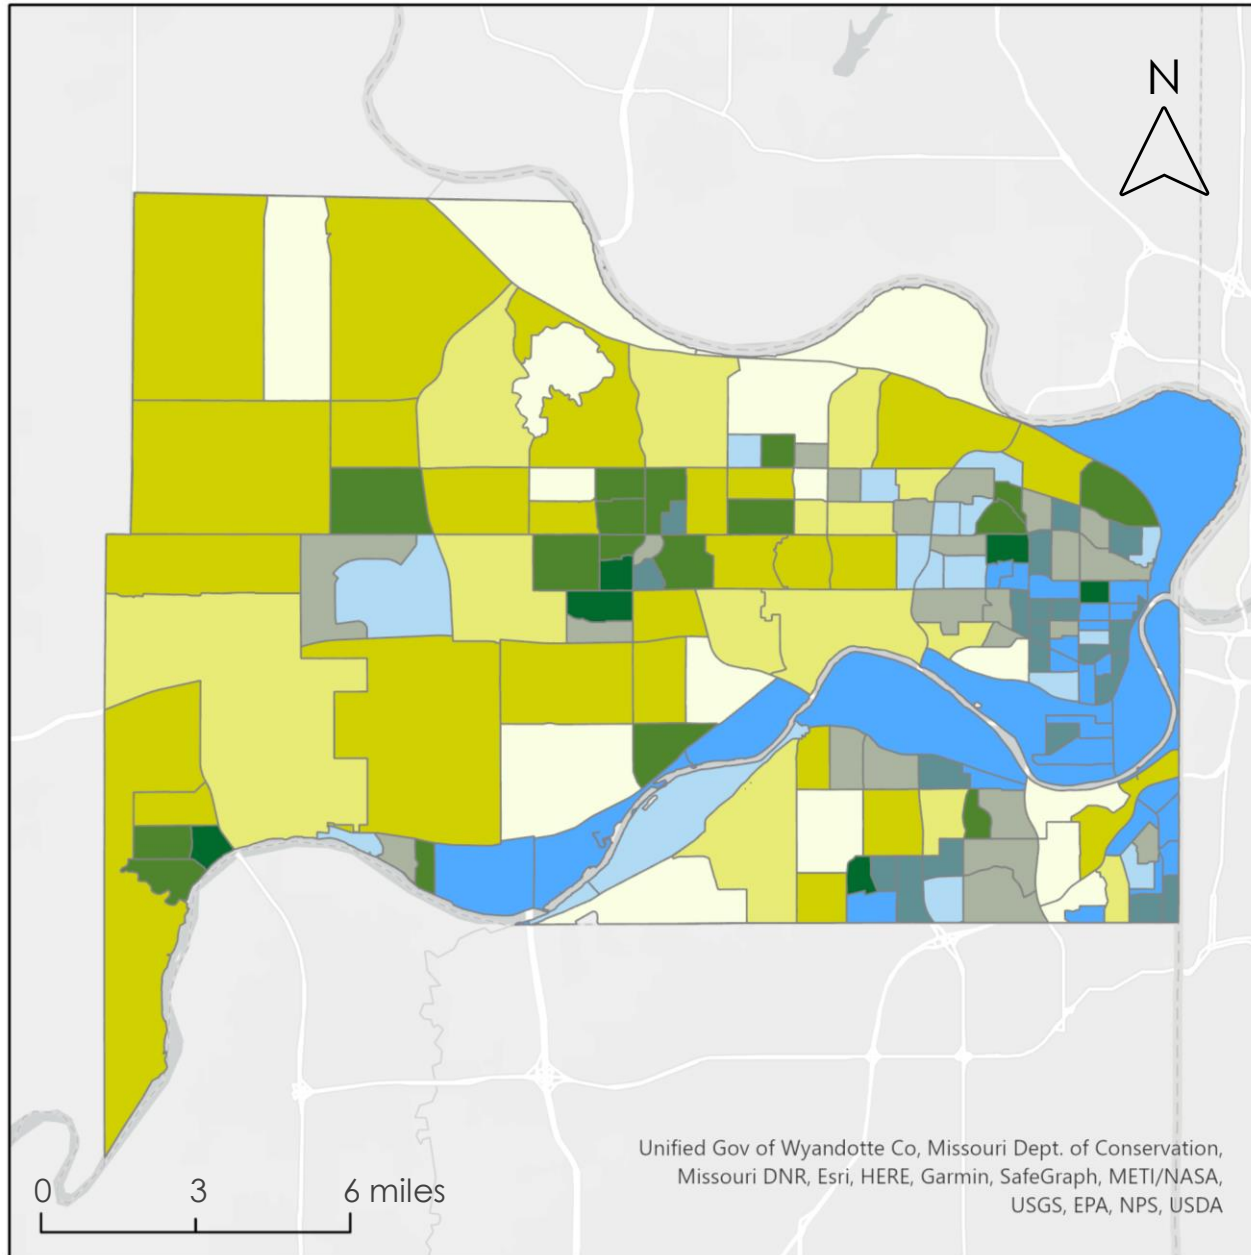 N
Unified Gov of Wyandotte Co, Missouri Dept. of Conservation,
Missouri DNR, Esri, HERE, Garmin, SafeGraph, METI/NASA,
USGS, EPA, NPS, USDA
0 3 6 miles